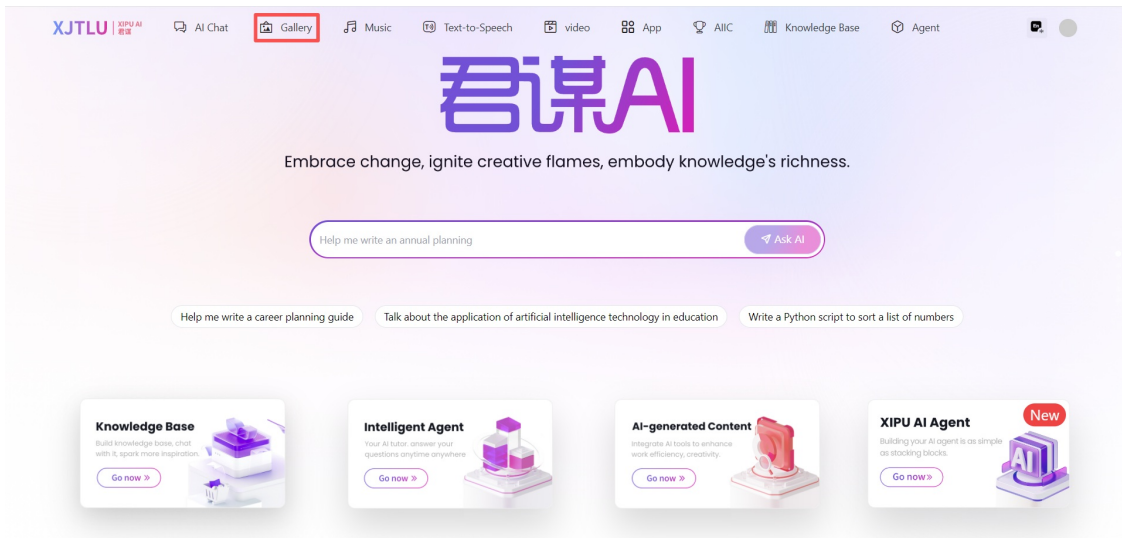 XJTLU XIPU AI 君谋 AI Chat Gallery Music Text-to-Speech video App AIIC Knowledge Base Agent
君谋AI
Embrace change, ignite creative flames, embody knowledge's richness.
Help me write an annual planning Ask AI
Help me write a career planning guide Talk about the application of artificial intelligence technology in education Write a Python script to sort a list of numbers
Knowledge Base
Build knowledge base, chat
with it, spark more inspiration.
Go now »
Intelligent Agent
Your AI tutor, answer your
questions anytime anywhere
Go now »
AI-generated Content
Integrate AI tools to enhance
work efficiency, creativity.
Go now »
XIPU AI Agent
New
Building your AI agent is as simple
as stacking blocks.
Go now»
AI